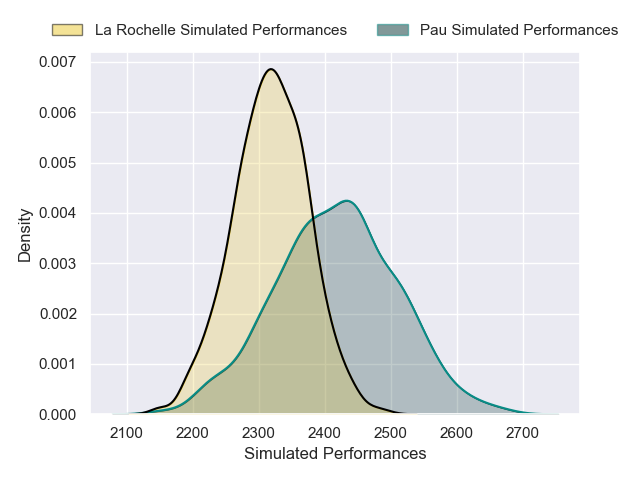 La Rochelle Simulated Performances
Pau Simulated Performances
0.007
0.006
0.005
0.004
0.003
0.002
0.001
0.000
Density
2100 2200 2300 2400 2500 2600 2700
Simulated Performances